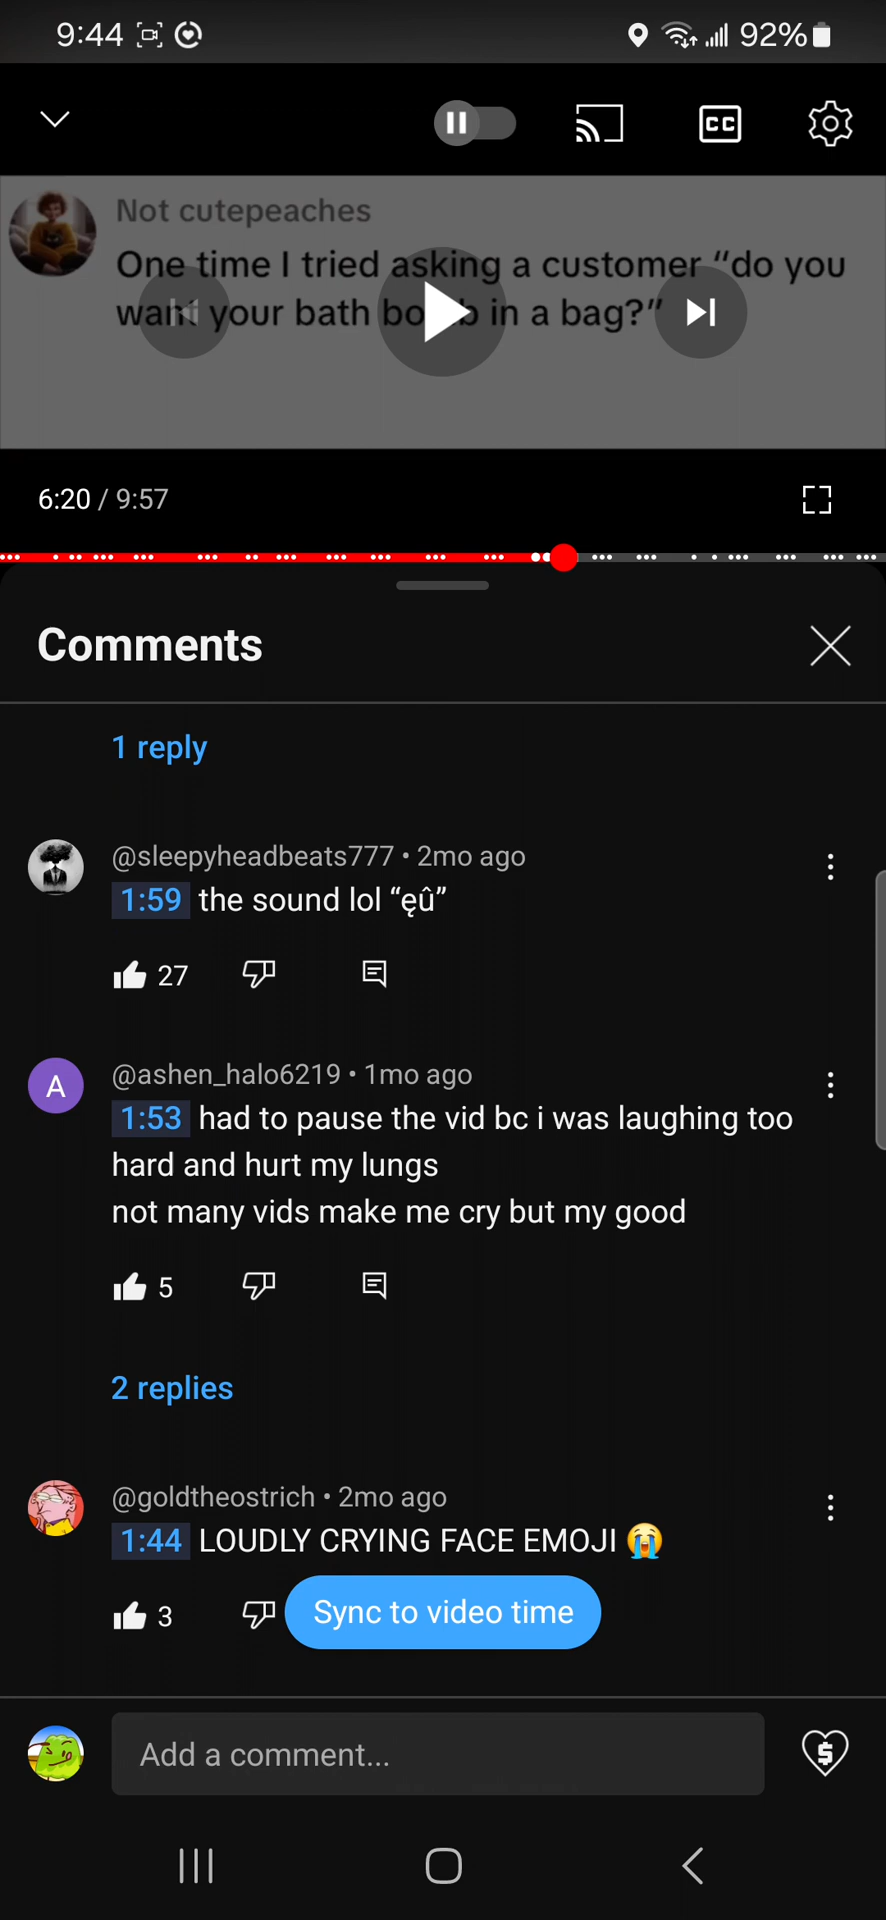 9:44 92%
CC
Not cutepeaches
One time I tried asking a customer “do you
want your bath bomb in a bag?”
6:20 / 9:57
Comments
1 reply
@sleepyheadbeats777 • 2mo ago
1:59 the sound lol “ęû”
27
A
@ashen_halo6219 • 1mo ago
1:53 had to pause the vid bc i was laughing too
hard and hurt my lungs
not many vids make me cry but my good
5
2 replies
@goldtheostrich • 2mo ago
1:44 LOUDLY CRYING FACE EMOJI 😭
3
Sync to video time
Add a comment...